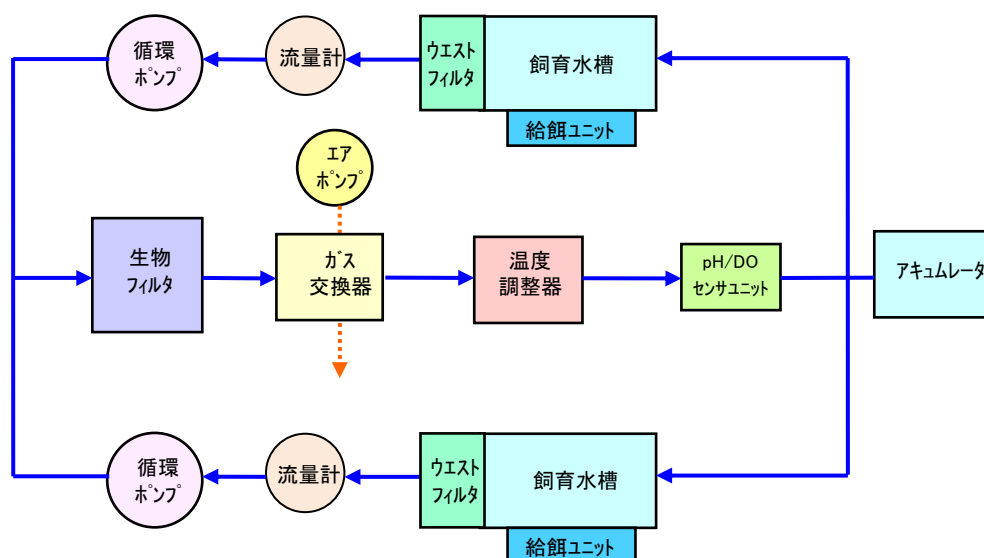 循環
ﾎﾟﾝﾌﾟ
流量計
ｳｴｽﾄ
ﾌｨﾙﾀ
飼育水槽
給餌ﾕﾆｯﾄ
ｴｱ
ﾎﾟﾝﾌﾟ
生物
ﾌｨﾙﾀ
ｶﾞｽ
交換器
温度
調整器
pH/DO
ｾﾝｻﾕﾆｯﾄ
ｱｷｭﾑﾚｰﾀ
循環
ﾎﾟﾝﾌﾟ
流量計
ｳｴｽﾄ
ﾌｨﾙﾀ
飼育水槽
給餌ﾕﾆｯﾄ